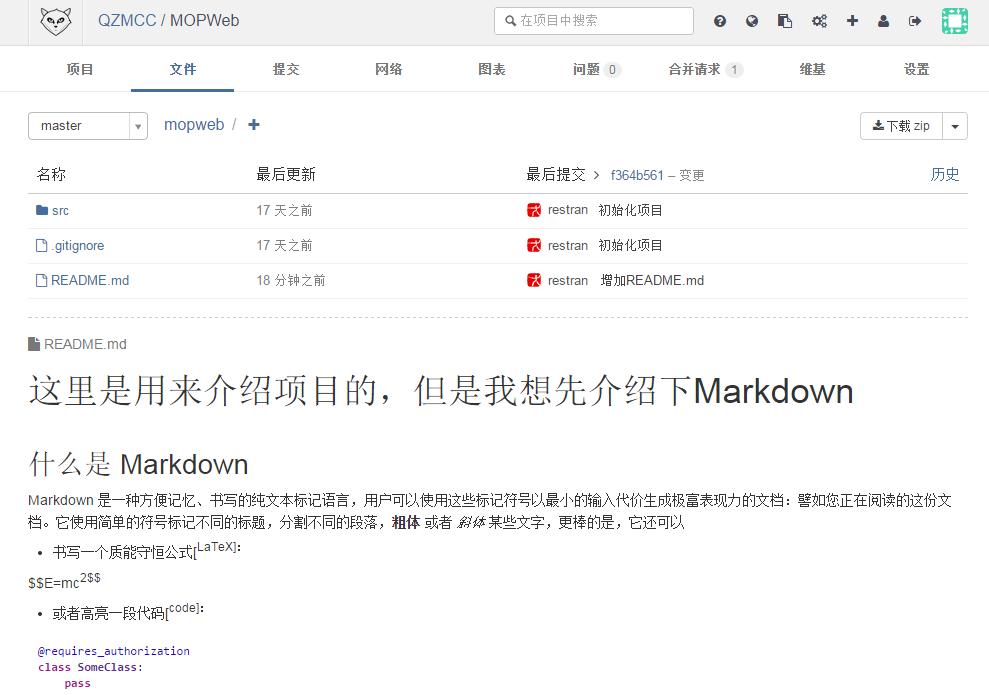 QZMCC / MOPWeb
在项目中搜索
项目 文件 提交 网络 图表 问题 0 合并请求 1 维基 设置
master mopweb / 下载 zip
名称 最后更新 最后提交 f364b561 – 变更 历史
src 17 天之前 restran 初始化项目
.gitignore 17 天之前 restran 初始化项目
README.md 18 分钟之前 restran 增加README.md
README.md
这里是用来介绍项目的，但是我想先介绍下Markdown
什么是 Markdown
Markdown 是一种方便记忆、书写的纯文本标记语言，用户可以使用这些标记符号以最小的输入代价生成极富表现力的文档：譬如您正在阅读的这份文
档。它使用简单的符号标记不同的标题，分割不同的段落，粗体 或者 斜体 某些文字，更棒的是，它还可以
• 书写一个质能守恒公式[LaTeX]:
$$E=mc2$$
• 或者高亮一段代码[code]:
@requires_authorization
class SomeClass:
pass